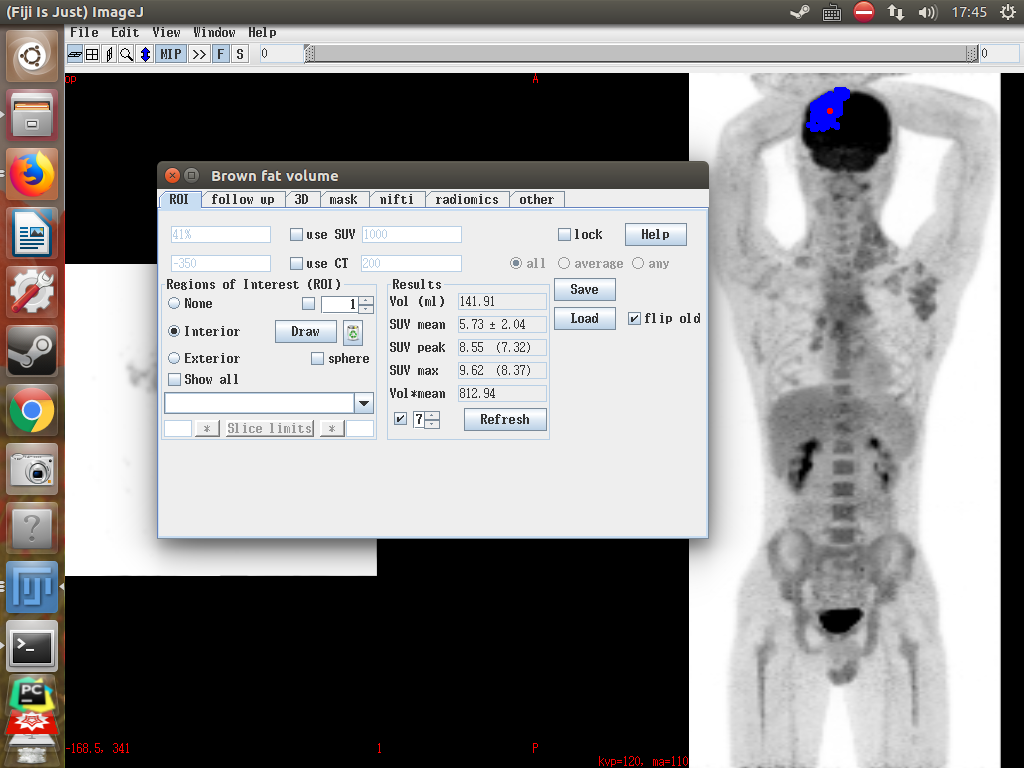 (Fiji Is Just) ImageJ
17:45
File Edit View Window Help
MIP >> F S 0 0
A
Brown fat volume
ROI follow up 3D mask nifti radiomics other
41% use SUV 1000 lock Help
-350 use CT 200 all average any
Regions of Interest (ROI)
None 1
Interior Draw
Exterior sphere
Show all
* Slice limits *
Results
Vol (ml) 141.91
SUV mean 5.73 ± 2.04
SUV peak 8.55 (7.32)
SUV max 9.62 (8.37)
Vol*mean 812.94
7 Refresh
Save
Load flip old
?
>_
PC
-168.5, 341 1 P
kvp=120, ma=110